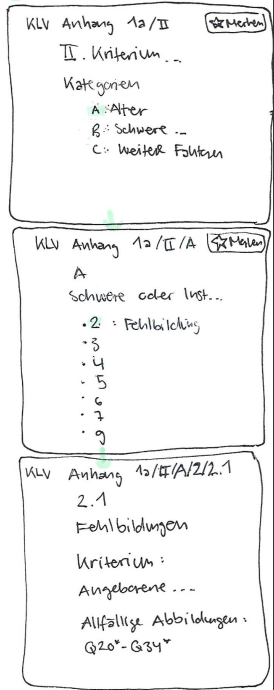 KLV Anhang 1a/II ☆Merken
II. Kriterium...
Kategorien
A: Alter
B: Schwere ...
C: Weitere Faktoren
KLV Anhang 1a/II/A ☆Merken
A
Schwere oder Inst...
• 2 : Fehlbildung
• 3
• 4
• 5
• 6
• 7
• 9
KLV Anhang 1a/II/A/2/2.1
2.1
Fehlbildungen
Kriterium:
Angeborene ...
Allfällige Abbildungen:
Q20*-Q34*